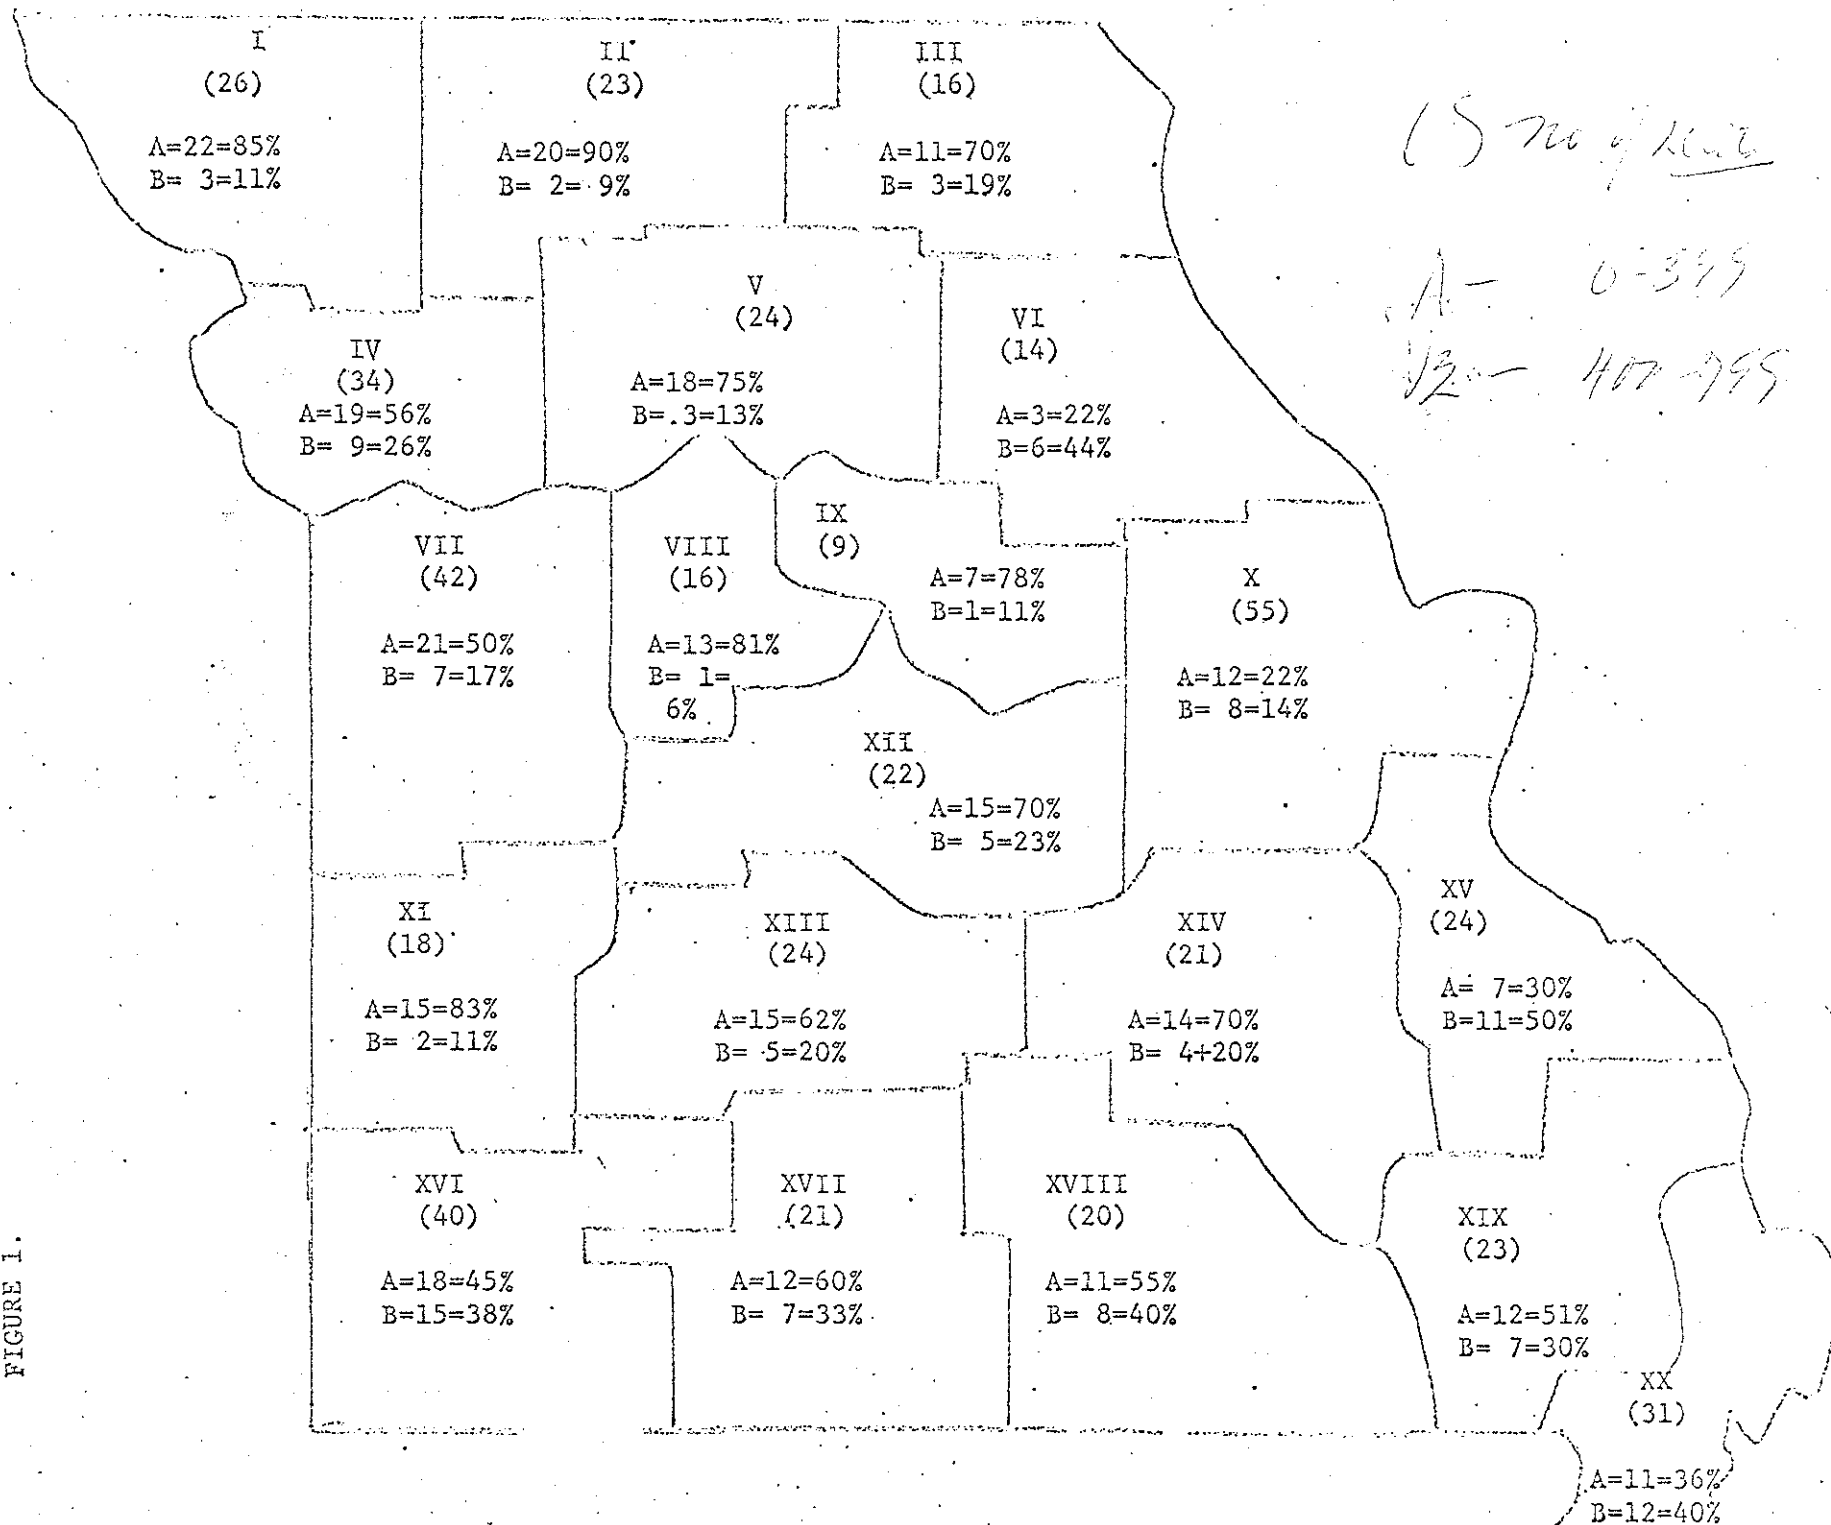 I
(26)
A=22=85%
B= 3=11%
II
(23)
A=20=90%
B= 2= 9%
III
(16)
A=11=70%
B= 3=19%
( ) no of
A- 0-399
B- 400-999
IV
(34)
A=19=56%
B= 9=26%
V
(24)
A=18=75%
B= 3=13%
VI
(14)
A=3=22%
B=6=44%
VII
(42)
A=21=50%
B= 7=17%
VIII
(16)
A=13=81%
B= 1=
6%
IX
(9)
A=7=78%
B=1=11%
X
(55)
A=12=22%
B= 8=14%
XI
(18)
A=15=83%
B= 2=11%
XII
(22)
A=15=70%
B= 5=23%
XIII
(24)
A=15=62%
B= 5=20%
XIV
(21)
A=14=70%
B= 4+20%
XV
(24)
A= 7=30%
B=11=50%
XVI
(40)
A=18=45%
B=15=38%
XVII
(21)
A=12=60%
B= 7=33%
XVIII
(20)
A=11=55%
B= 8=40%
XIX
(23)
A=12=51%
B= 7=30%
XX
(31)
A=11=36%
B=12=40%
FIGURE 1.